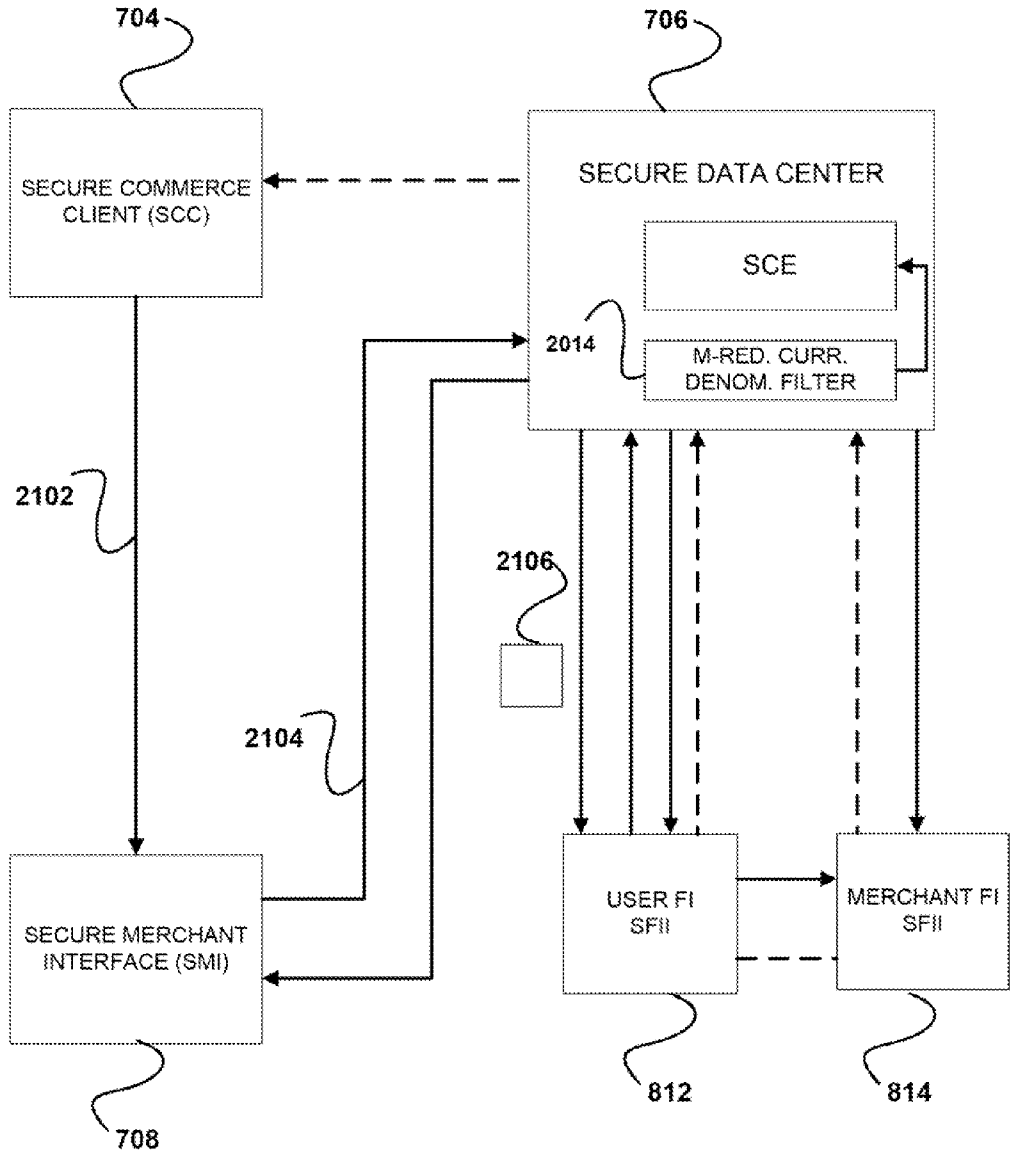 704
706
SECURE COMMERCE
CLIENT (SCC)
SECURE DATA CENTER
SCE
2014
M-RED. CURR.
DENOM. FILTER
2102
2106
2104
SECURE MERCHANT
INTERFACE (SMI)
USER FI
SFII
MERCHANT FI
SFII
812
814
708